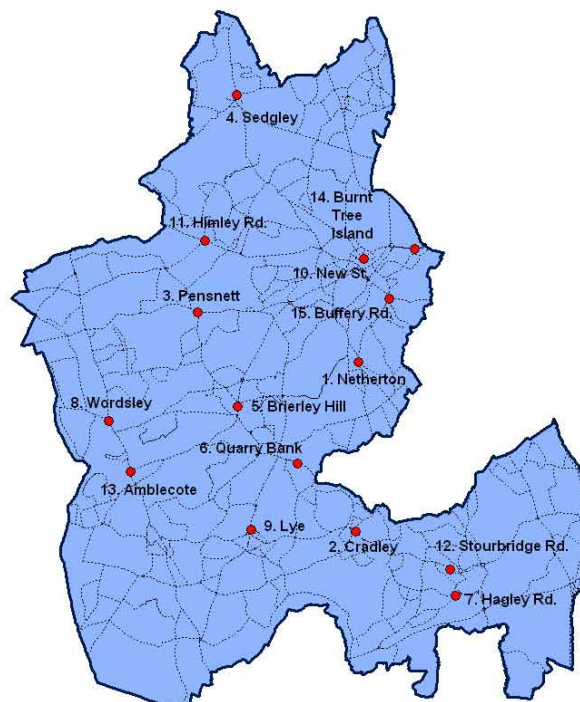 4. Sedgley
14. Burnt
Tree
Island
11. Himley Rd.
10. New St.
3. Pensnett
15. Buffery Rd.
1. Netherton
8. Wordsley
5. Brierley Hill
6. Quarry Bank
13. Amblecote
9. Lye
2. Cradley
12. Stourbridge Rd.
7. Hagley Rd.